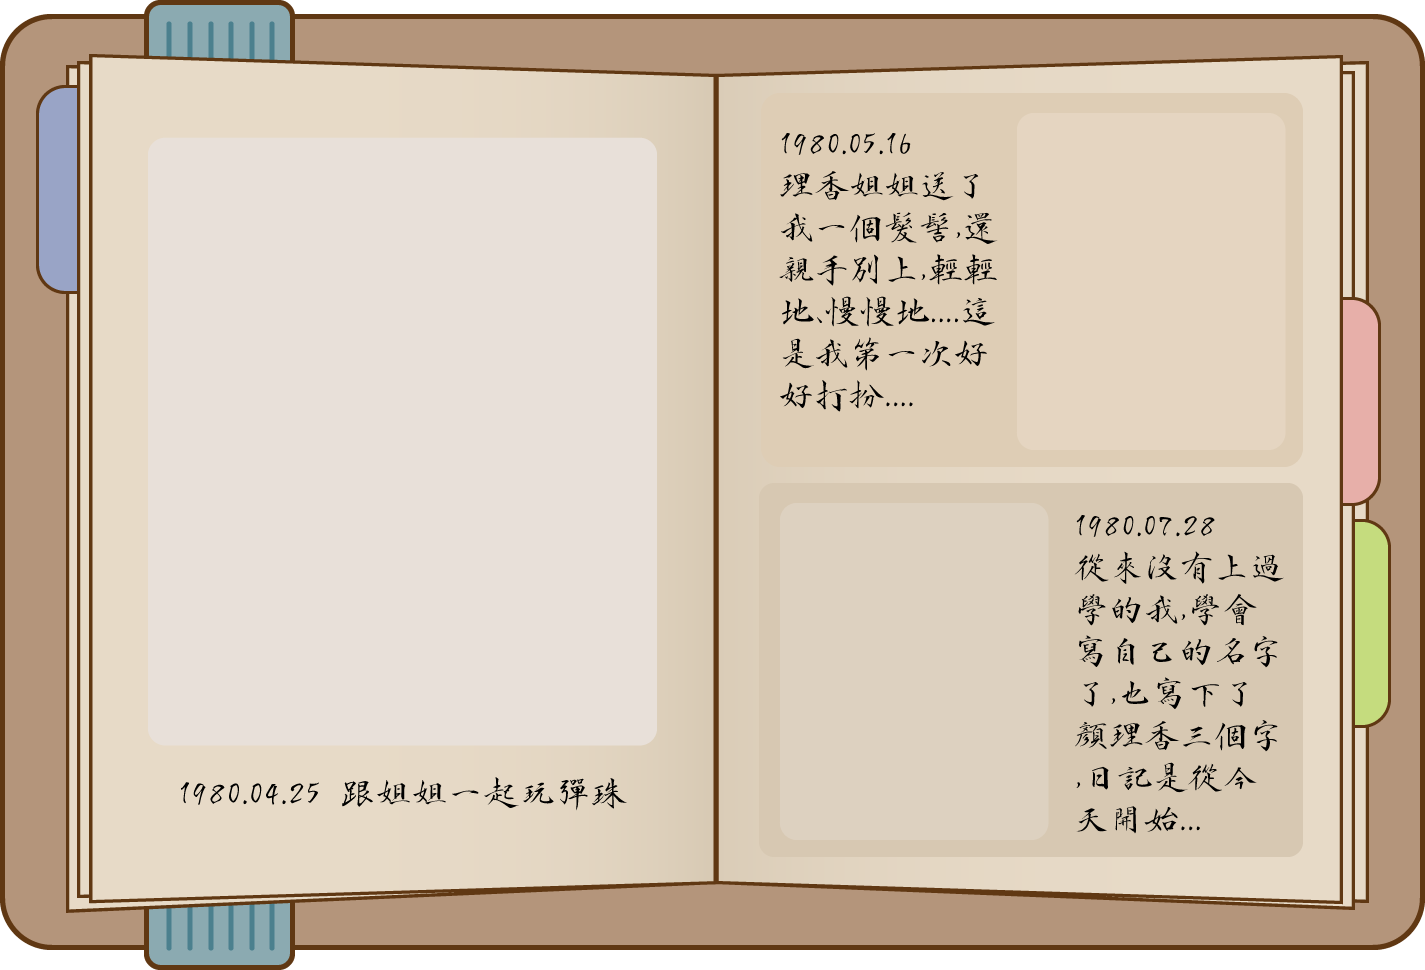 1980.04.25 跟姐姐一起玩彈珠
1980.05.16
理香姐姐送了
我一個髮髻,還
親手別上,輕輕
地、慢慢地....這
是我第一次好
好打扮....
1980.07.28
從來沒有上過
學的我,學會
寫自己的名字
了,也寫下了
顏理香三個字
,日記是從今
天開始...